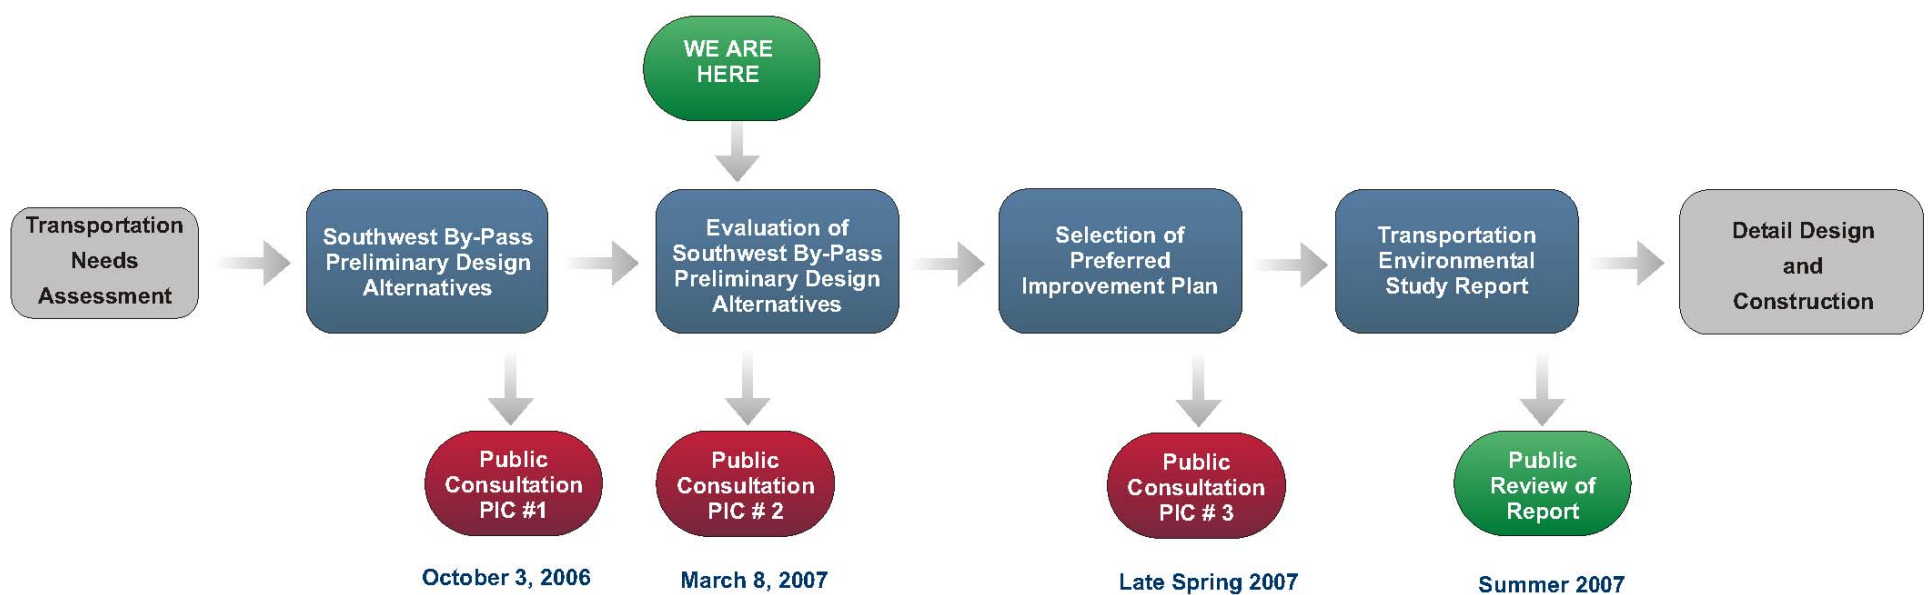 WE ARE
HERE
Transportation
Needs
Assessment
Southwest By-Pass
Preliminary Design
Alternatives
Evaluation of
Southwest By-Pass
Preliminary Design
Alternatives
Selection of
Preferred
Improvement Plan
Transportation
Environmental
Study Report
Detail Design
and
Construction
Public
Consultation
PIC #1
Public
Consultation
PIC # 2
Public
Consultation
PIC # 3
Public
Review of
Report
October 3, 2006
March 8, 2007
Late Spring 2007
Summer 2007